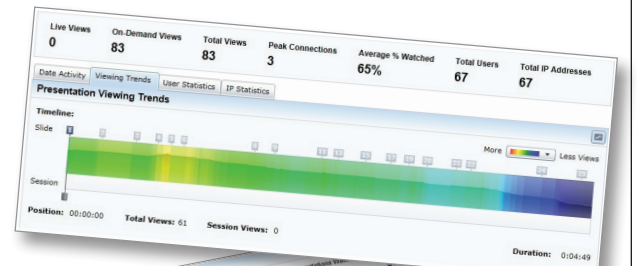 Live Views On-Demand Views Total Views Peak Connections Average % Watched Total Users Total IP Addresses
0 83 83 3 65% 67 67
Date Activity Viewing Trends User Statistics IP Statistics
Presentation Viewing Trends
Timeline:
More Less Views
Slide
Session
Position: 00:00:00 Total Views: 61 Session Views: 0 Duration: 0:04:49